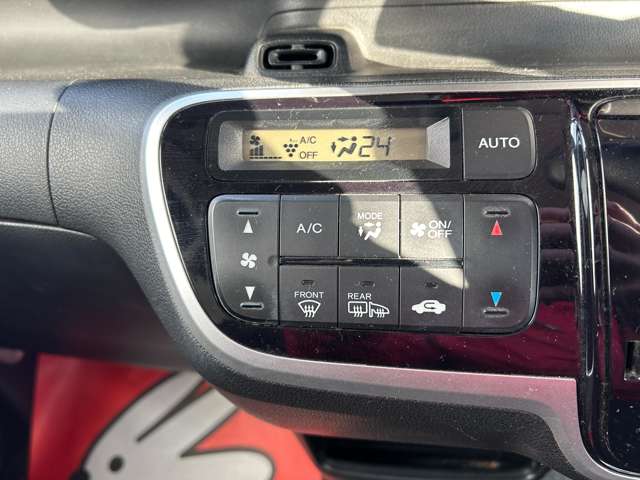 A/C
OFF
24
AUTO
A/C
MODE
ON/
OFF
FRONT
REAR